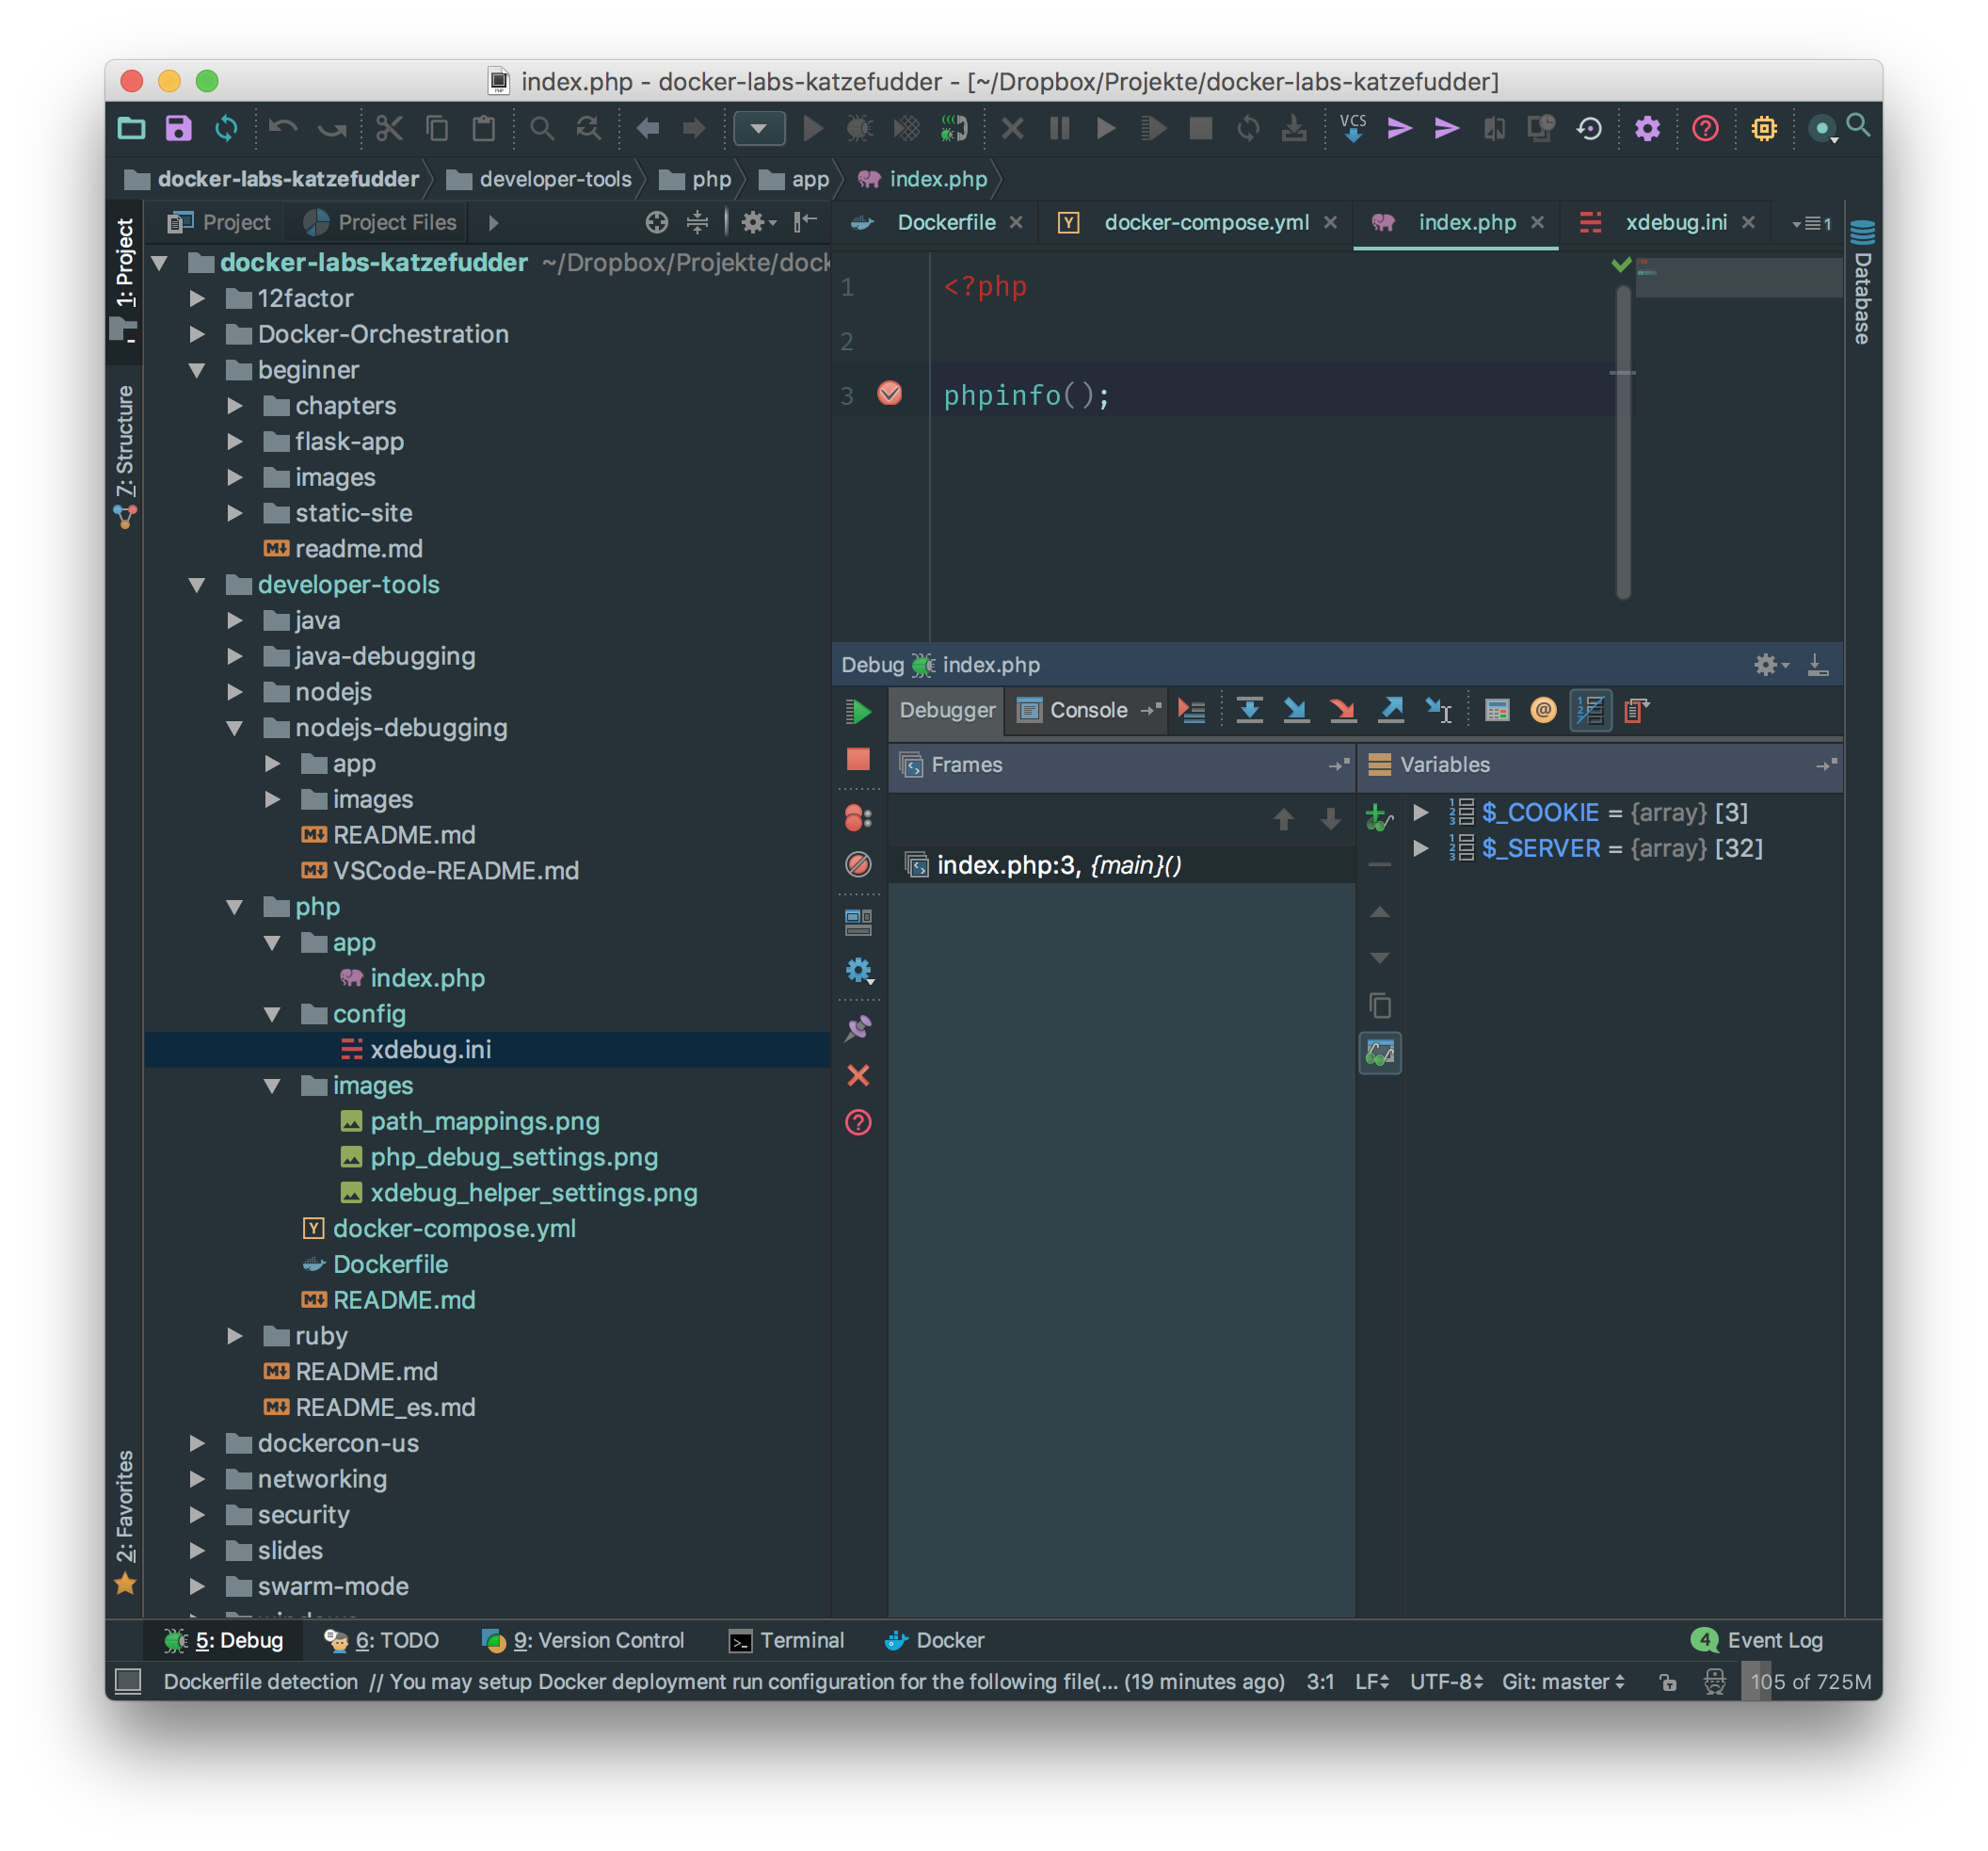 index.php - docker-labs-katzefudder - [~/Dropbox/Projekte/docker-labs-katzefudder]
VCS
docker-labs-katzefudder developer-tools php app index.php
1: Project
7: Structure
2: Favorites
Project Project Files
docker-labs-katzefudder ~/Dropbox/Projekte/dock
12factor
Docker-Orchestration
beginner
chapters
flask-app
images
static-site
readme.md
developer-tools
java
java-debugging
nodejs
nodejs-debugging
app
images
README.md
VSCode-README.md
php
app
index.php
config
xdebug.ini
images
path_mappings.png
php_debug_settings.png
xdebug_helper_settings.png
docker-compose.yml
Dockerfile
README.md
ruby
README.md
README_es.md
dockercon-us
networking
security
slides
swarm-mode
Dockerfile docker-compose.yml index.php xdebug.ini 1
Database
1 <?php
2
3 phpinfo();
Debug index.php
Debugger Console
Frames
index.php:3, {main}()
Variables
$_COOKIE = {array} [3]
$_SERVER = {array} [32]
5: Debug 6: TODO 9: Version Control Terminal Docker 4 Event Log
Dockerfile detection // You may setup Docker deployment run configuration for the following file(... (19 minutes ago) 3:1 LF UTF-8 Git: master 105 of 725M